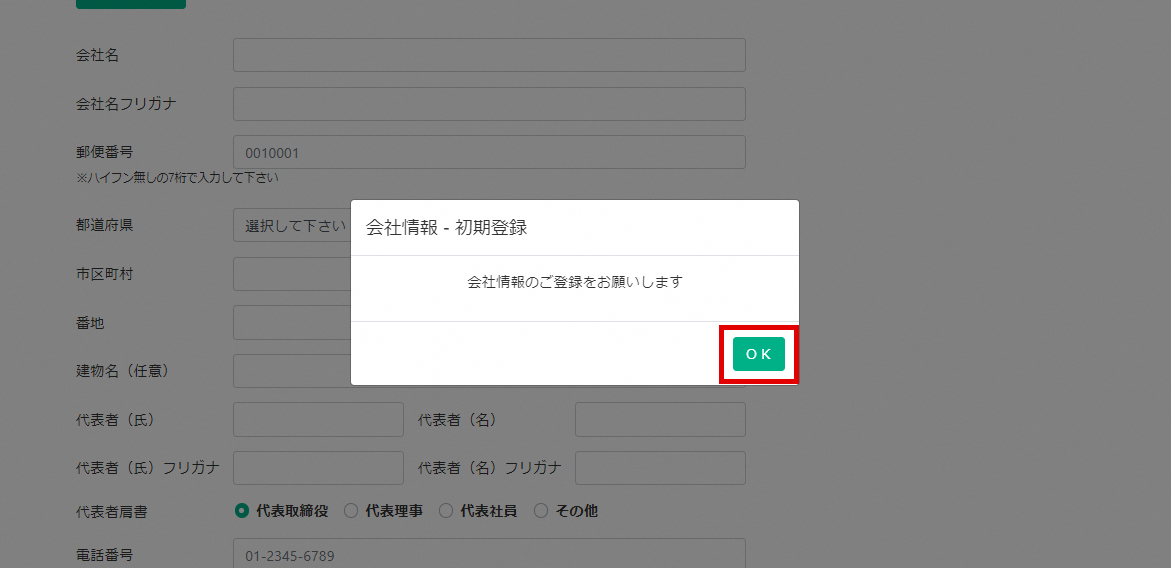 会社名
会社名フリガナ
郵便番号 0010001
※ハイフン無しの7桁で入力して下さい
都道府県 選択して下さい
会社情報 - 初期登録
市区町村
会社情報のご登録をお願いします
番地
OK
建物名（任意）
代表者（氏） 代表者（名）
代表者（氏）フリガナ 代表者（名）フリガナ
代表者肩書 代表取締役 代表理事 代表社員 その他
電話番号 01-2345-6789